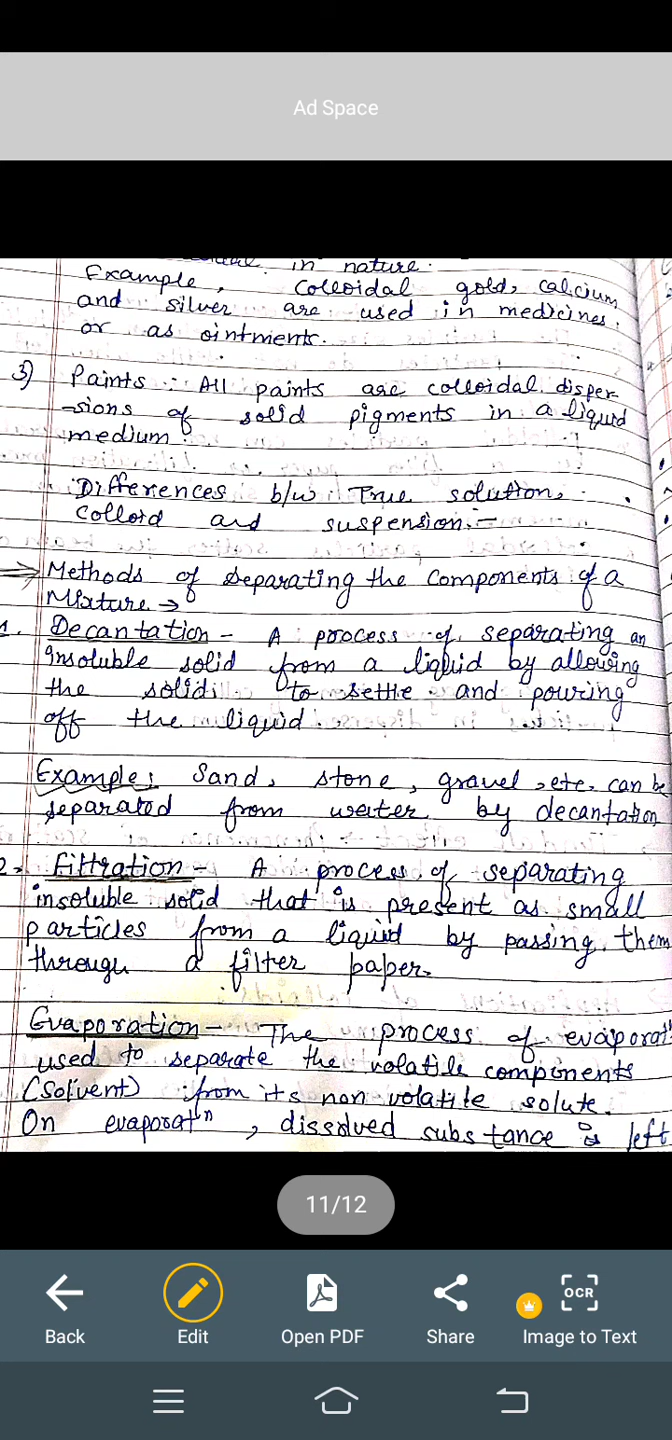 Ad Space
in nature.
Example, colloidal gold, calcium
and silver are used in medicines
or as ointments.
3) Paints : All paints are colloidal disper-
-sions of solid pigments in a liquid
medium.
Differences b/w True solution,
colloid and suspension.-
⇒ Methods of separating the components of a
Mixture →
1. Decantation - A process of separating an
insoluble solid from a liquid by allowing
the solid to settle and pouring
off the liquid.
Example: Sand, stone, gravel, etc. can be
separated from water by decantation
2. Filtration - A process of separating
insoluble solid that is present as small
particles from a liquid by passing them
through a filter paper.
Evaporation - The process of evaporatⁿ
used to separate the volatile components
(solvent) from its non volatile solute.
On evaporatⁿ, dissolved substance is left
11/12
Back
Edit
Open PDF
Share
OCR
Image to Text